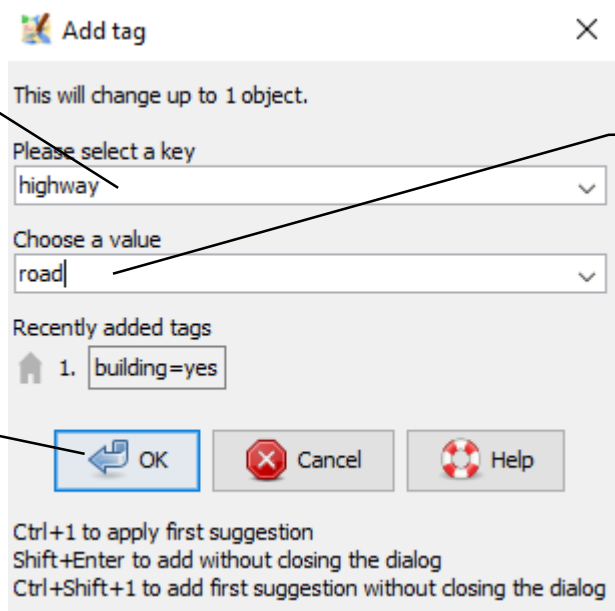 Add tag
This will change up to 1 object.
Please select a key
highway
Choose a value
road
Recently added tags
1. building=yes
OK Cancel Help
Ctrl+1 to apply first suggestion
Shift+Enter to add without closing the dialog
Ctrl+Shift+1 to add first suggestion without closing the dialog